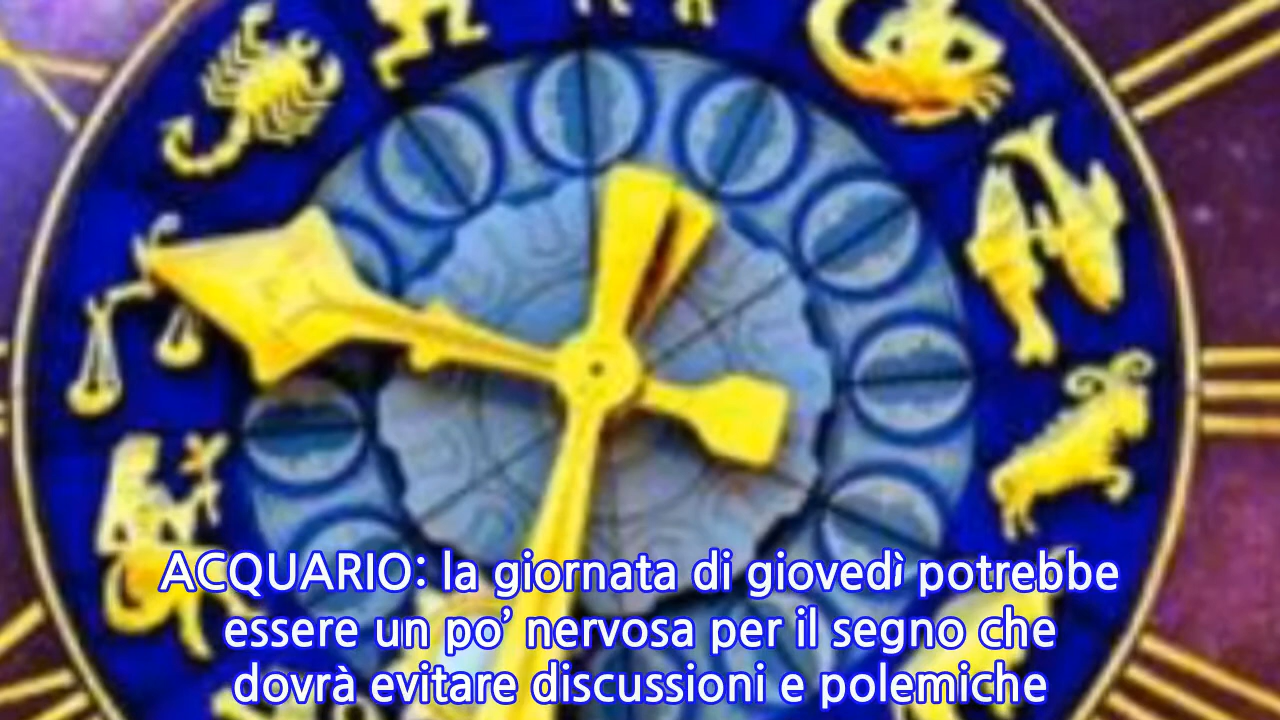 ACQUARIO: la giornata di giovedì potrebbe
essere un po’ nervosa per il segno che
dovrà evitare discussioni e polemiche